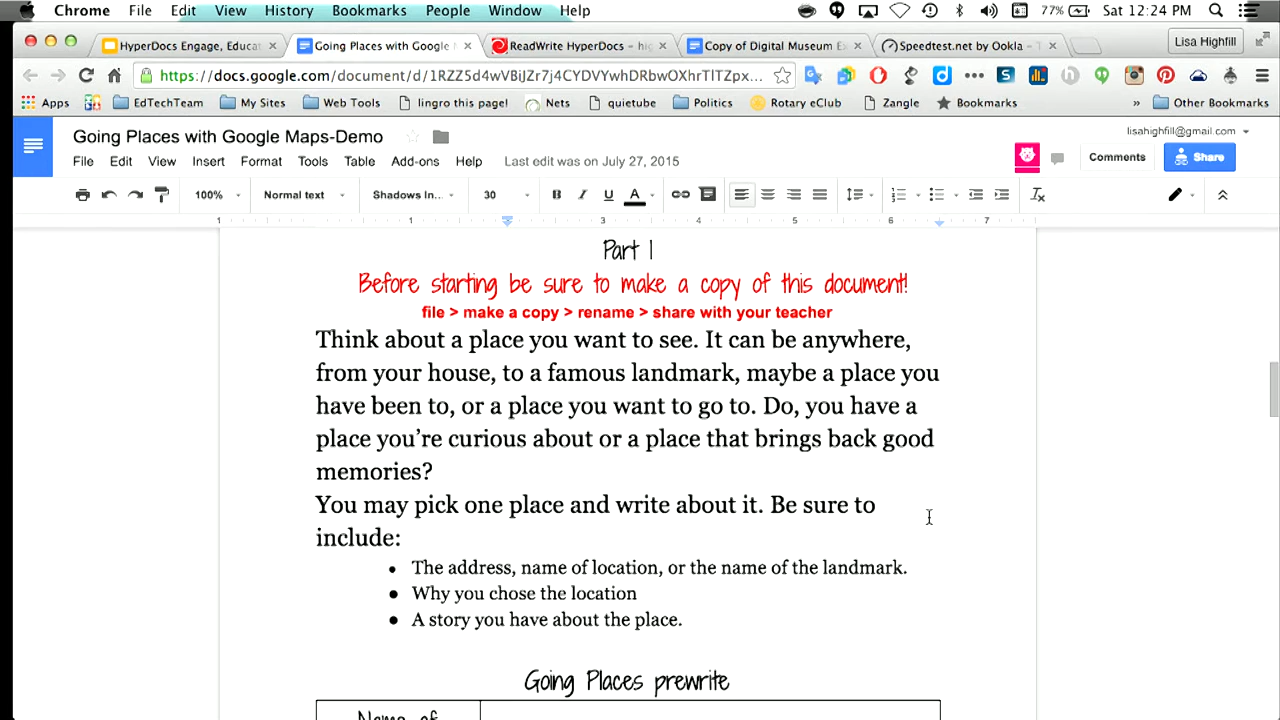 Chrome File Edit View History Bookmarks People Window Help 77% Sat 12:24 PM
HyperDocs Engage, Educat Going Places with Google M ReadWrite HyperDocs – hig Copy of Digital Museum Ex Speedtest.net by Ookla – T Lisa Highfill
https://docs.google.com/document/d/1RZZ5d4wVBiJZr7j4CYDVYwhDRbwOXhrTlTZpx...
Apps EdTechTeam My Sites Web Tools lingro this page! Nets quietube Politics Rotary eClub Zangle Bookmarks » Other Bookmarks
Going Places with Google Maps-Demo lisahighfill@gmail.com
File Edit View Insert Format Tools Table Add-ons Help Last edit was on July 27, 2015 Comments Share
100% Normal text Shadows In... 30 B I U A
1 1 3 4 5 6 7
Part 1
Before starting be sure to make a copy of this document!
file > make a copy > rename > share with your teacher
Think about a place you want to see. It can be anywhere,
from your house, to a famous landmark, maybe a place you
have been to, or a place you want to go to. Do, you have a
place you’re curious about or a place that brings back good
memories?
You may pick one place and write about it. Be sure to
include:
● The address, name of location, or the name of the landmark.
● Why you chose the location
● A story you have about the place.
Going Places prewrite
Name of